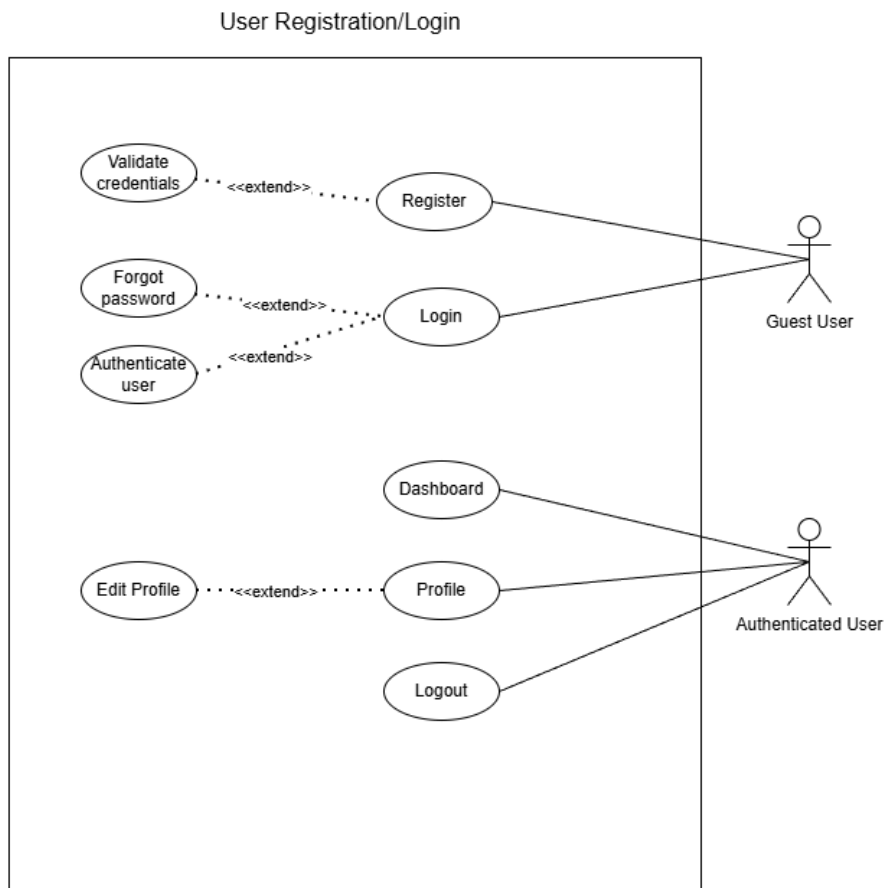 User Registration/Login
Validate
credentials
<<extend>>
Register
Forgot
password
<<extend>>
Login
Guest User
Authenticate
user
<<extend>>
Dashboard
Edit Profile
<<extend>>
Profile
Authenticated User
Logout